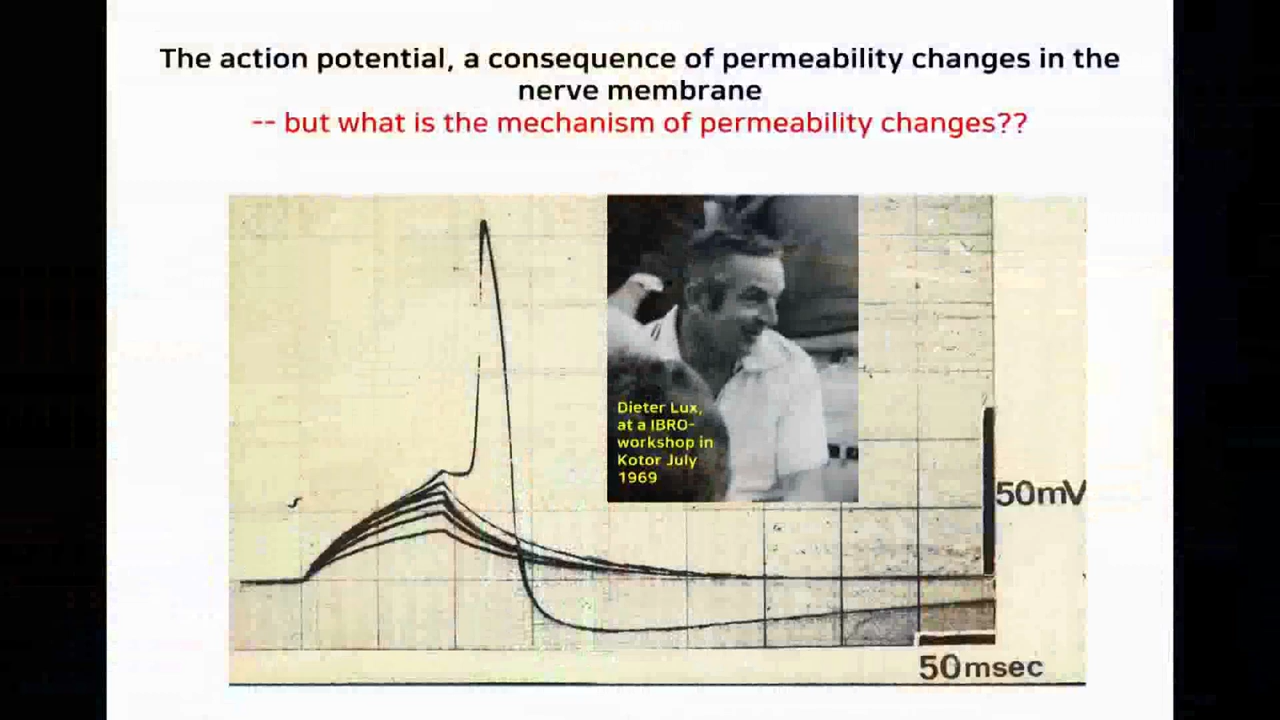 The action potential, a consequence of permeability changes in the
nerve membrane
-- but what is the mechanism of permeability changes??
Dieter Lux,
at a IBRO-
workshop in
Kotor July
1969
50mV
50msec